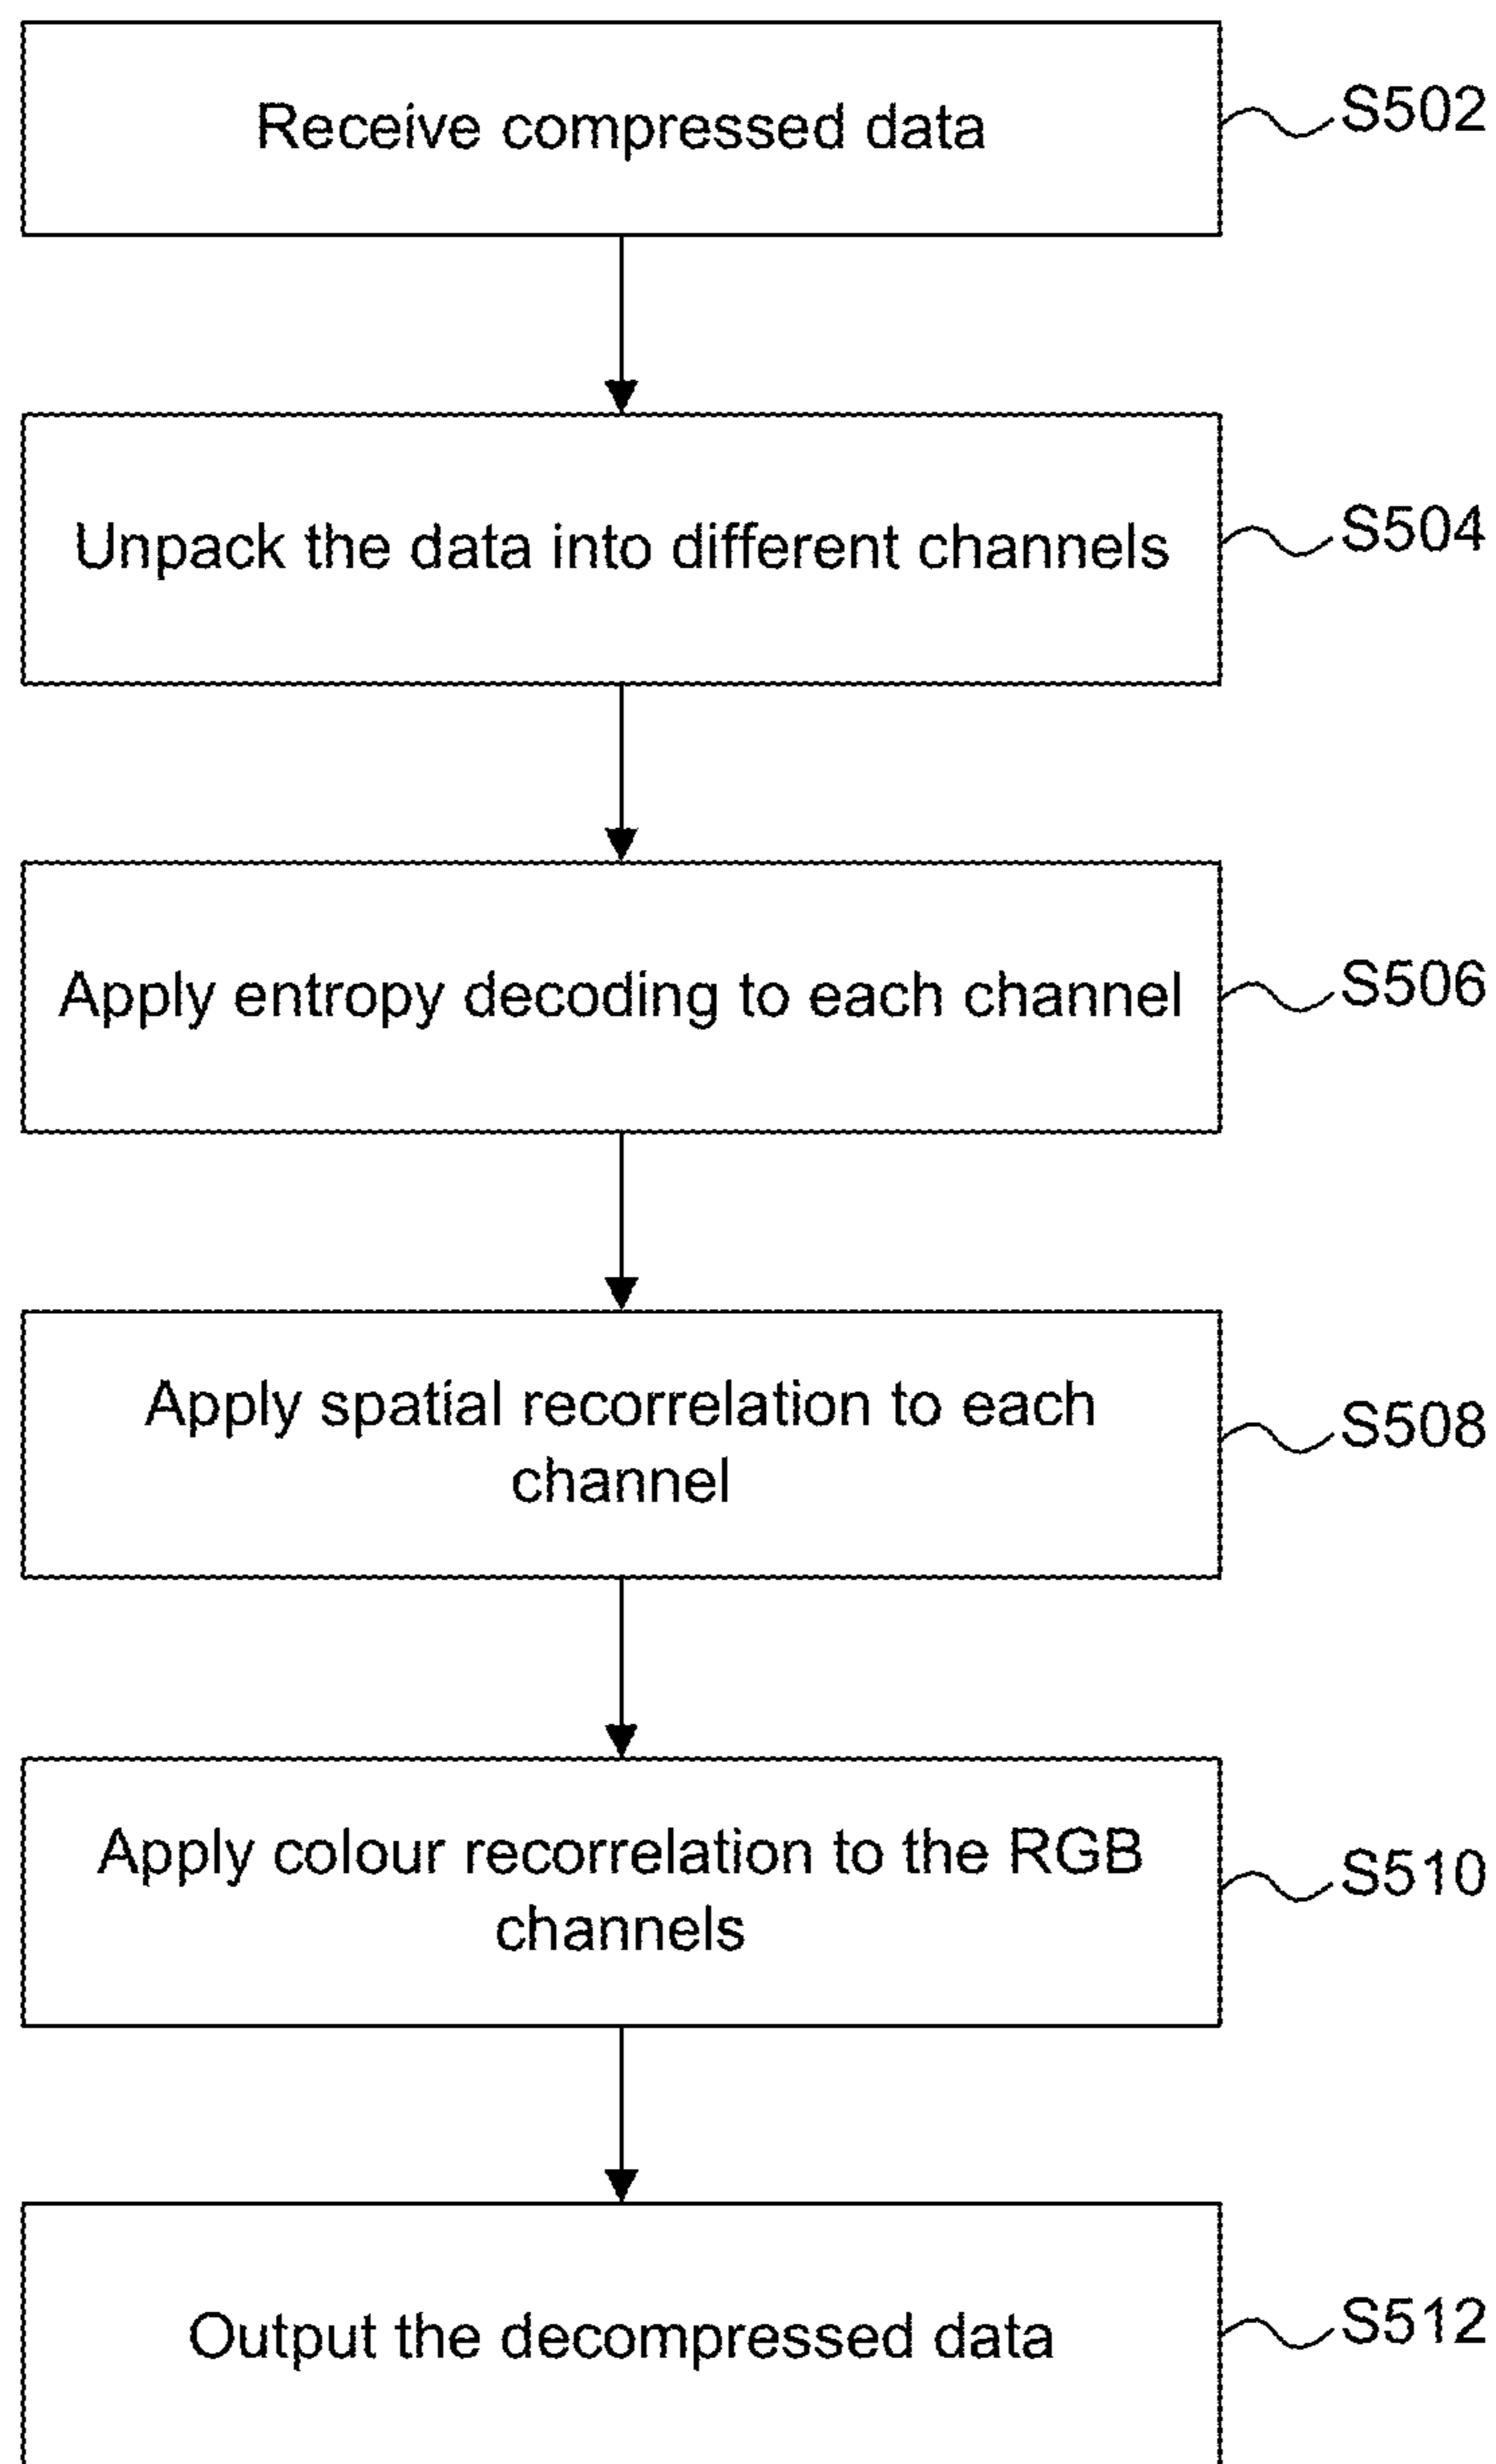 Receive compressed data
S502
Unpack the data into different channels
S504
Apply entropy decoding to each channel
S506
Apply spatial recorrelation to each
channel
S508
Apply colour recorrelation to the RGB
channels
S510
Output the decompressed data
S512